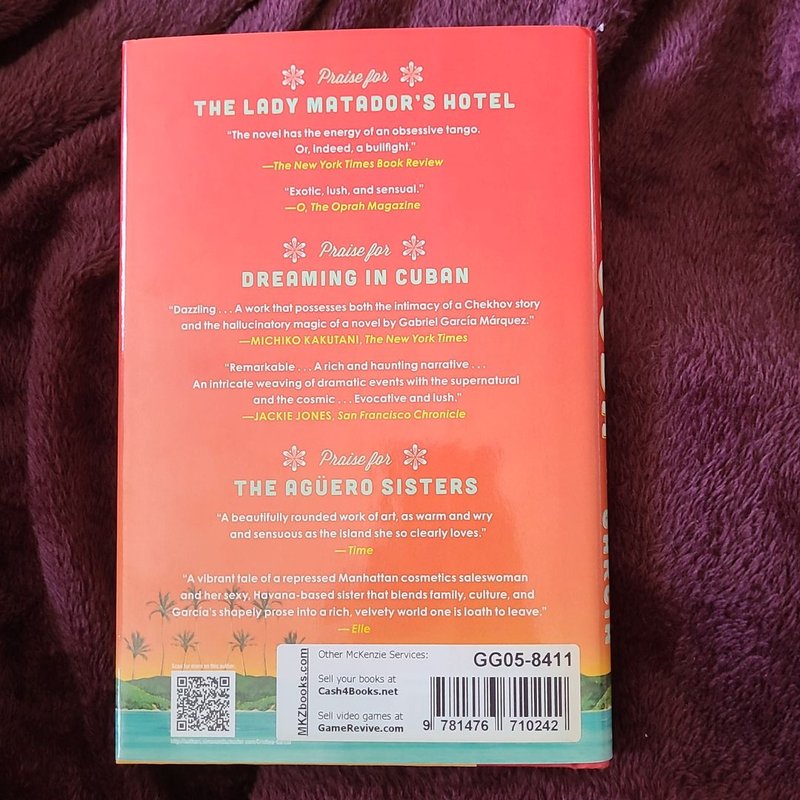 Praise for
THE LADY MATADOR'S HOTEL
"The novel has the energy of an obsessive tango.
Or, indeed, a bullfight."
—The New York Times Book Review
"Exotic, lush, and sensual."
—O, The Oprah Magazine
Praise for
DREAMING IN CUBAN
"Dazzling . . . A work that possesses both the intimacy of a Chekhov story
and the hallucinatory magic of a novel by Gabriel García Márquez."
—MICHIKO KAKUTANI, The New York Times
"Remarkable . . . A rich and haunting narrative . . .
An intricate weaving of dramatic events with the supernatural
and the cosmic . . . Evocative and lush."
—JACKIE JONES, San Francisco Chronicle
Praise for
THE AGÜERO SISTERS
"A beautifully rounded work of art, as warm and wry
and sensuous as the island she so clearly loves."
—Time
"A vibrant tale of a repressed Manhattan cosmetics saleswoman
and her sexy, Havana-based sister that blends family, culture, and
García's shapely prose into a rich, velvety world one is loath to leave."
—Elle
Scan for more on this author.
MKZbooks.com
Other McKenzie Services:
Sell your books at
Cash4Books.net
Sell video games at
GameRevive.com
GG05-8411
9 781476 710242
GARCÍA